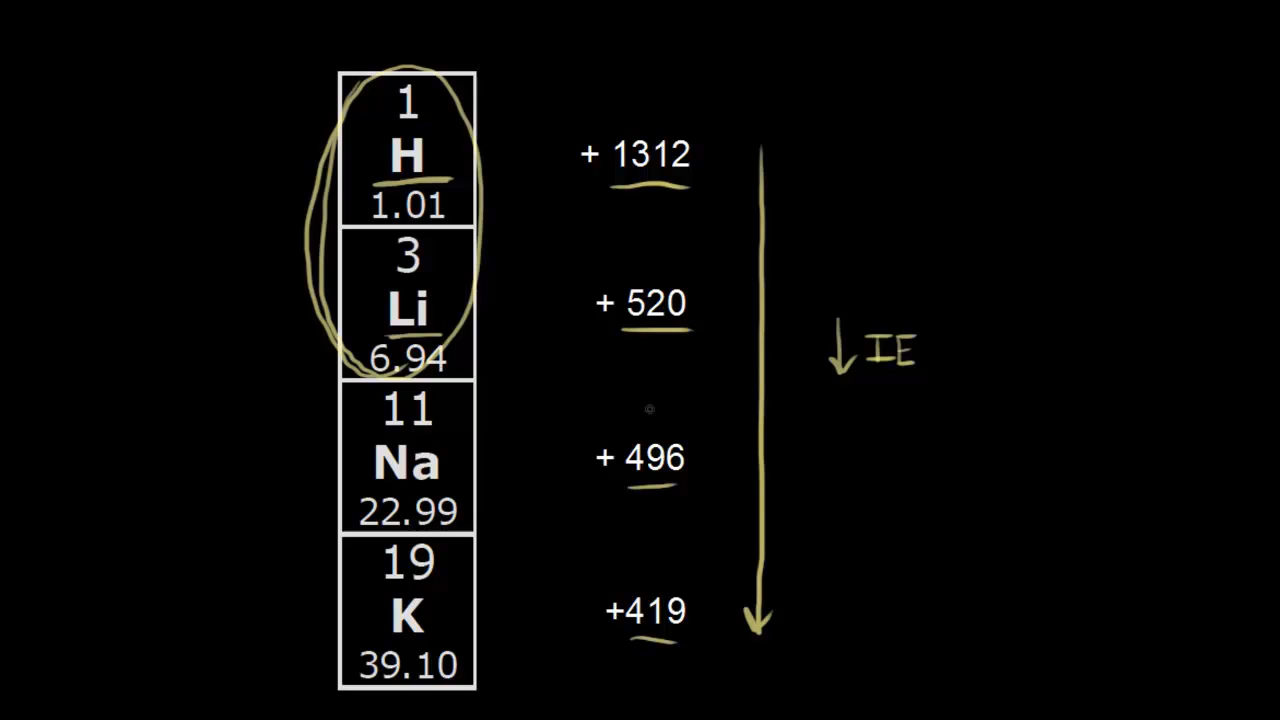 1
H
1.01
+ 1312
3
Li
6.94
+ 520
↓ IE
11
Na
22.99
+ 496
19
K
39.10
+419